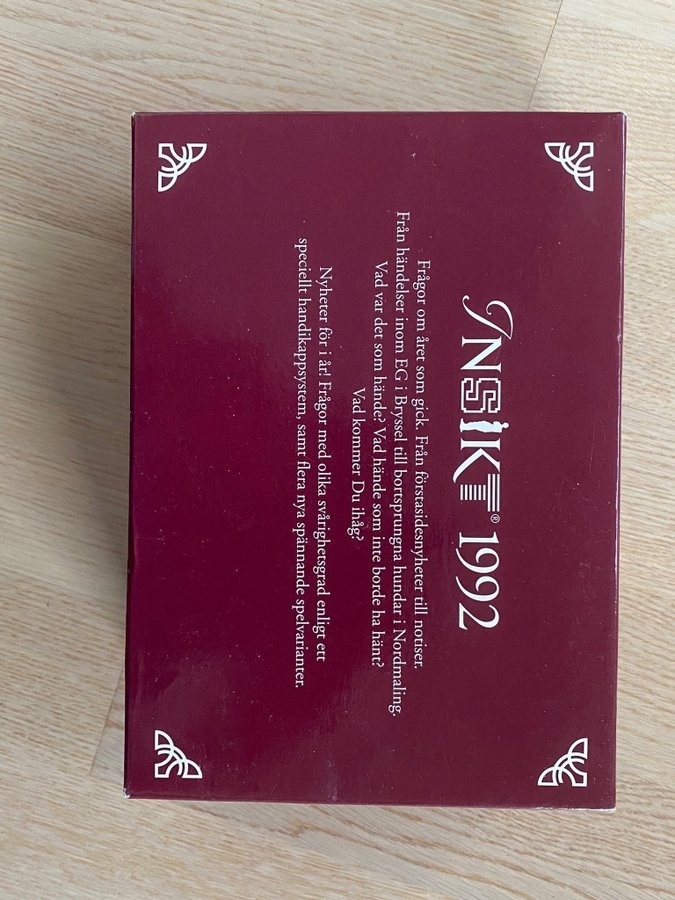 INSIKT® 1992
Frågor om året som gick. Från förstasidesnyheter till notiser.
Från händelser inom EG i Bryssel till bortsprungna hundar i Nordmaling.
Vad var det som hände? Vad hände som inte borde ha hänt?
Vad kommer Du ihåg?
Nyheter för i år! Frågor med olika svårighetsgrad enligt ett
speciellt handikappsystem, samt flera nya spännande spelvarianter.